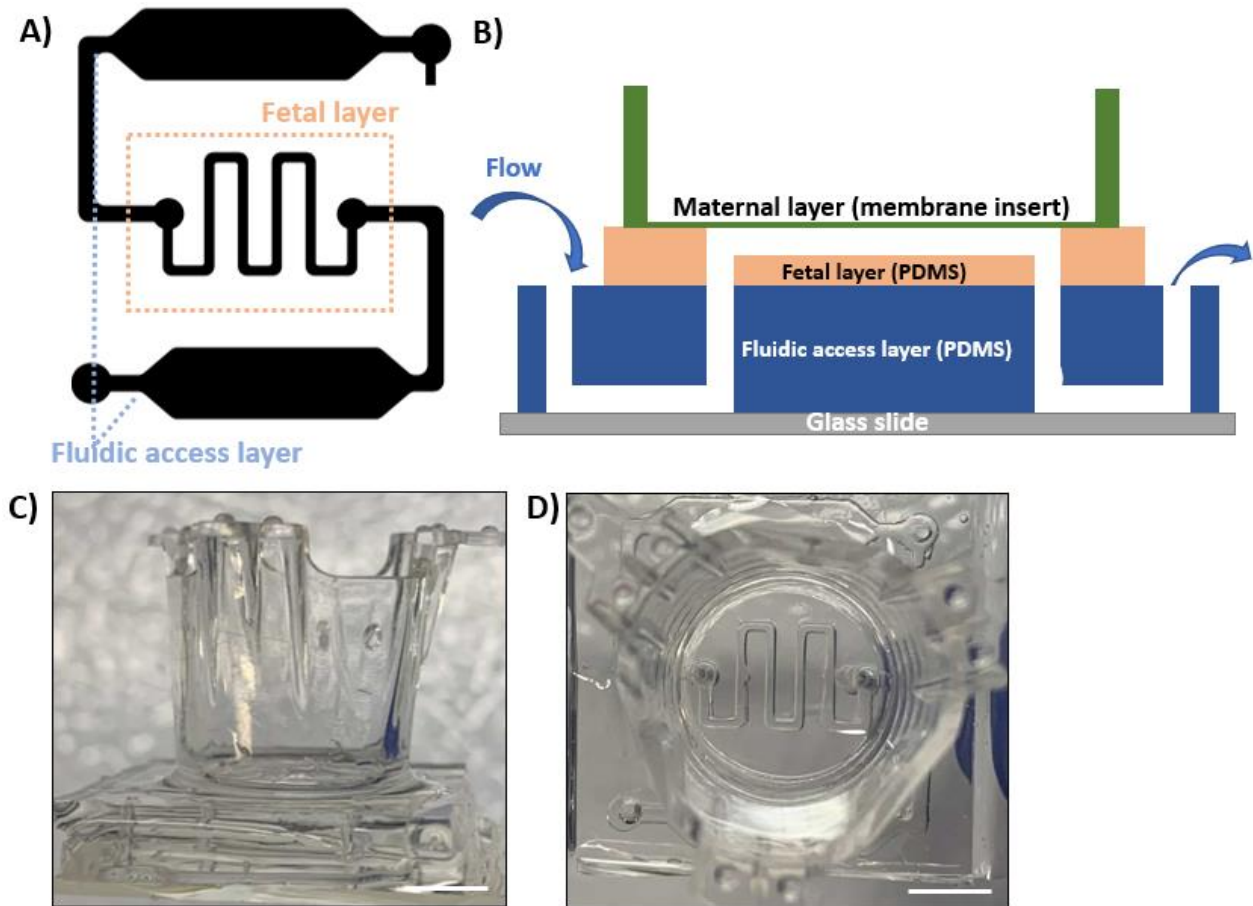 A)
Fetal layer
Fluidic access layer
B)
Flow
Maternal layer (membrane insert)
Fetal layer (PDMS)
Fluidic access layer (PDMS)
Glass slide
C)
D)